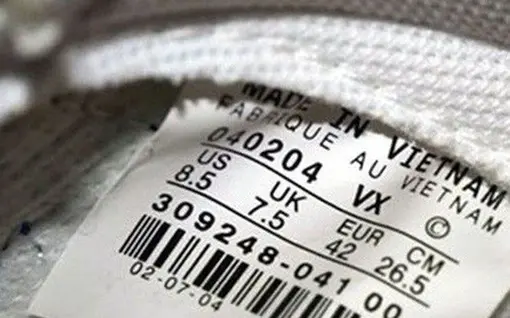 MADE IN VIETNAM
FABRIQUE AU VIETNAM
040204 VX ©
US UK EUR CM
8.5 7.5 42 26.5
309248-041 00
02-07-04